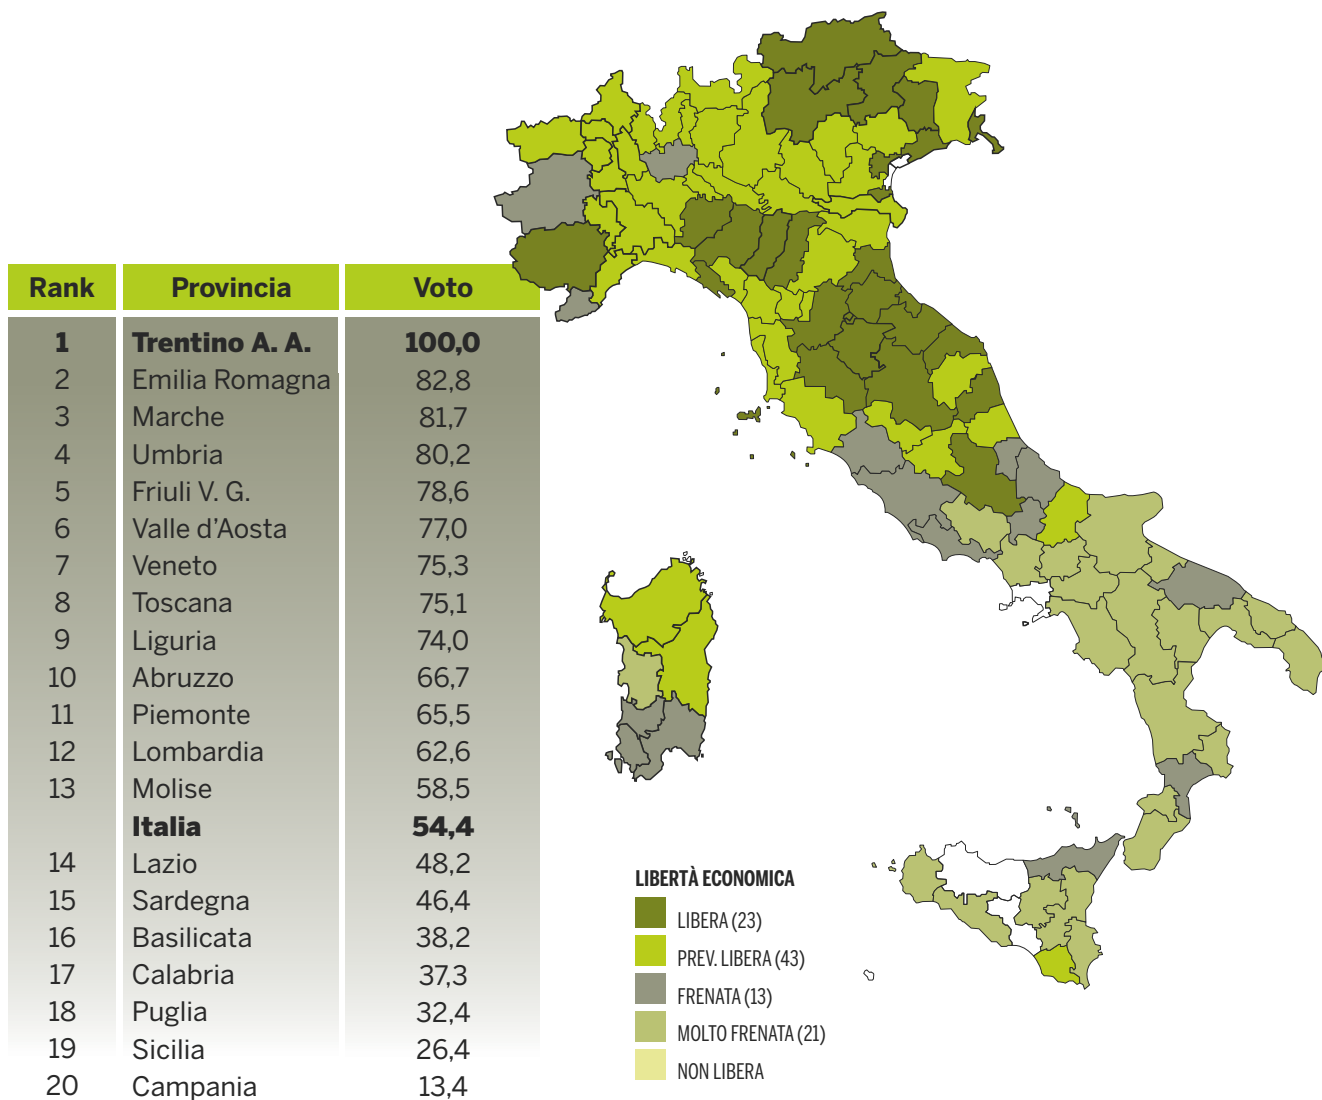 Rank Provincia Voto
1 Trentino A. A. 100,0
2 Emilia Romagna 82,8
3 Marche 81,7
4 Umbria 80,2
5 Friuli V. G. 78,6
6 Valle d’Aosta 77,0
7 Veneto 75,3
8 Toscana 75,1
9 Liguria 74,0
10 Abruzzo 66,7
11 Piemonte 65,5
12 Lombardia 62,6
13 Molise 58,5
Italia 54,4
14 Lazio 48,2
15 Sardegna 46,4
16 Basilicata 38,2
17 Calabria 37,3
18 Puglia 32,4
19 Sicilia 26,4
20 Campania 13,4
LIBERTÀ ECONOMICA
LIBERA (23)
PREV. LIBERA (43)
FRENATA (13)
MOLTO FRENATA (21)
NON LIBERA